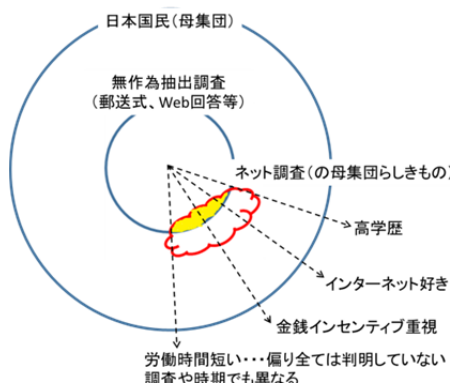 日本国民(母集団)
無作為抽出調査
(郵送式、Web回答等)
ネット調査(の母集団らしきもの)
高学歴
インターネット好き
金銭インセンティブ重視
労働時間短い・・・偏り全ては判明していない
調査や時期でも異なる